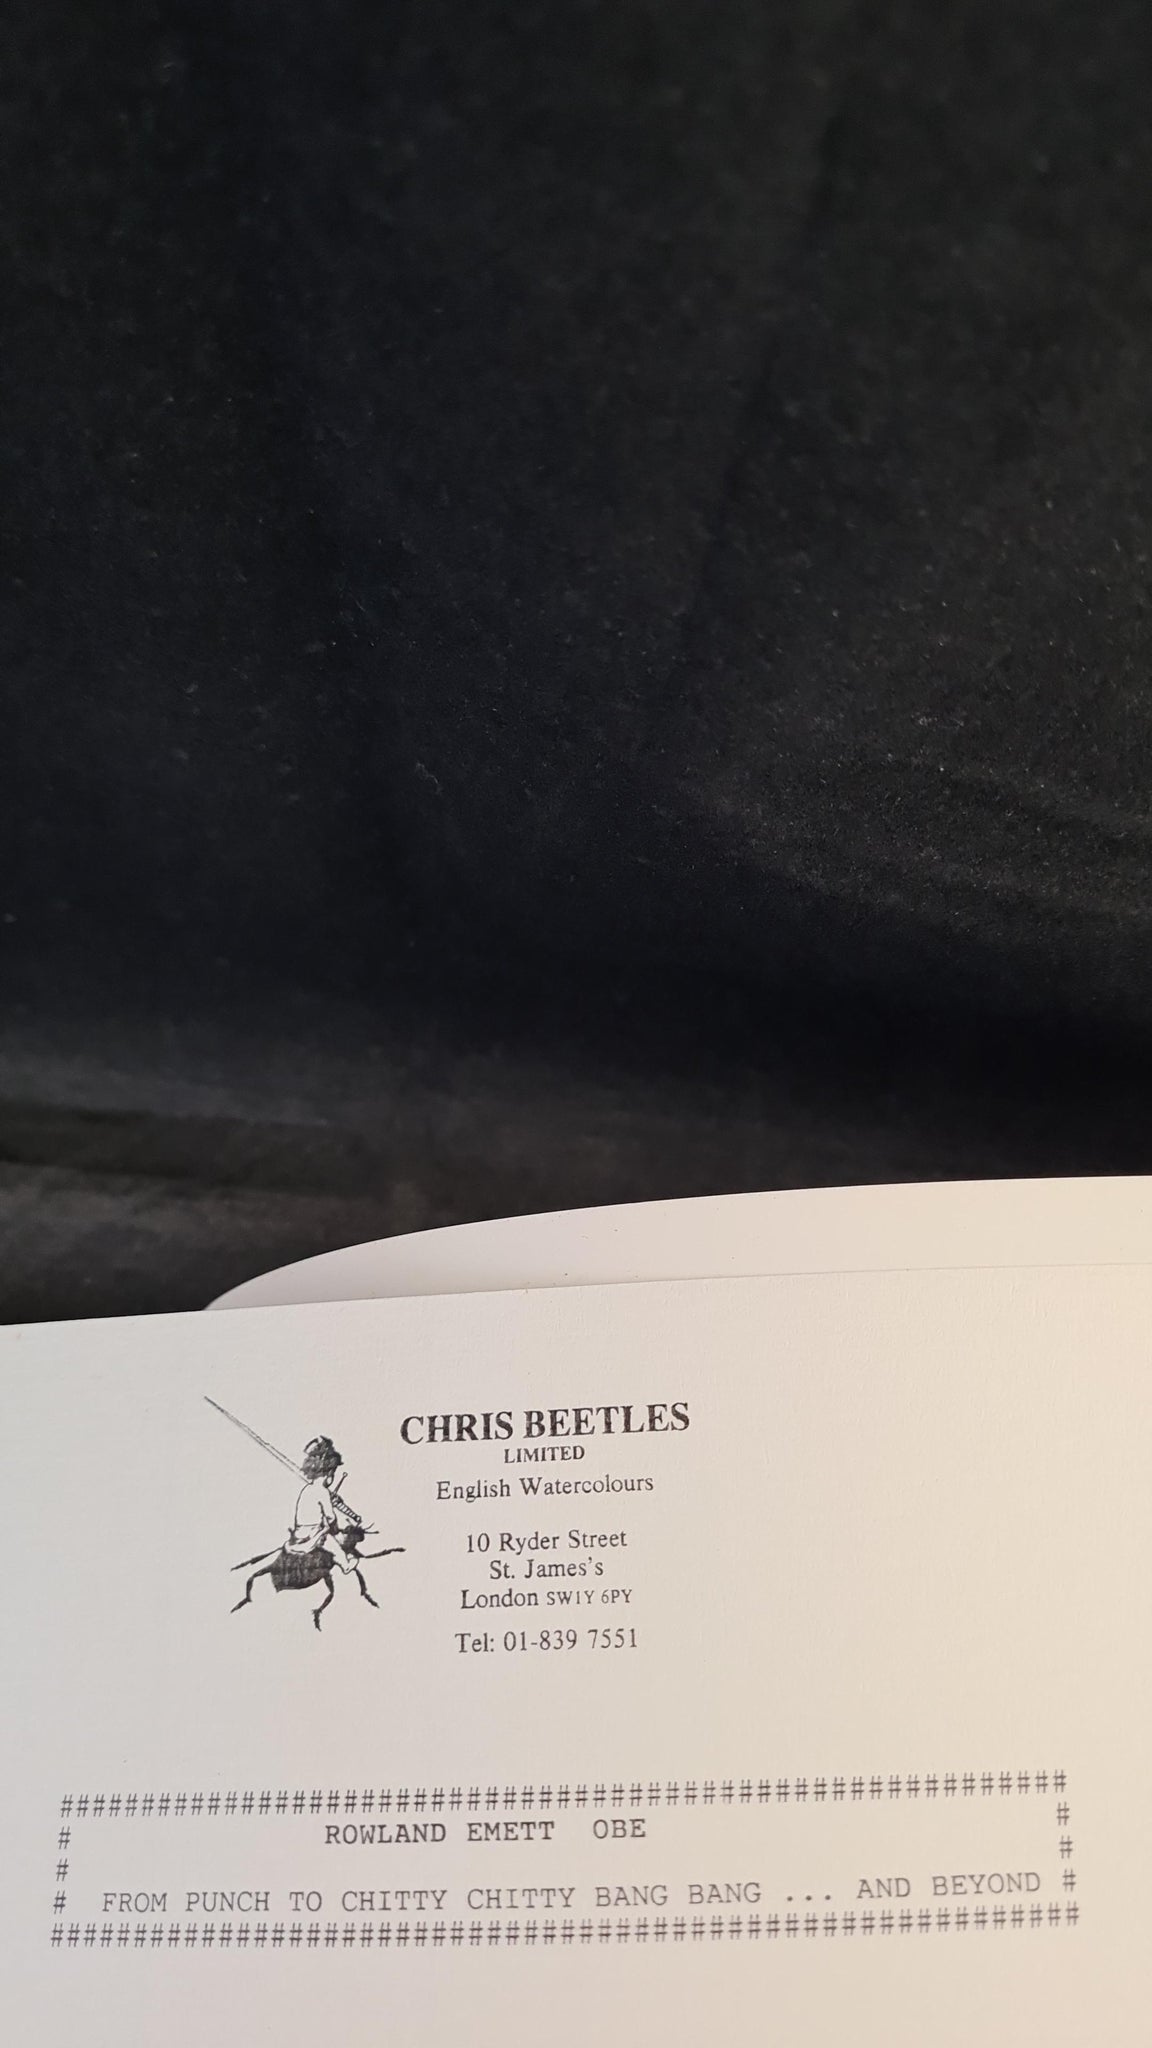 CHRIS BEETLES
LIMITED
English Watercolours
10 Ryder Street
St. James's
London SW1Y 6PY
Tel: 01-839 7551
#############################################################
# ROWLAND EMETT OBE #
# #
# FROM PUNCH TO CHITTY CHITTY BANG BANG ... AND BEYOND #
##############################################################